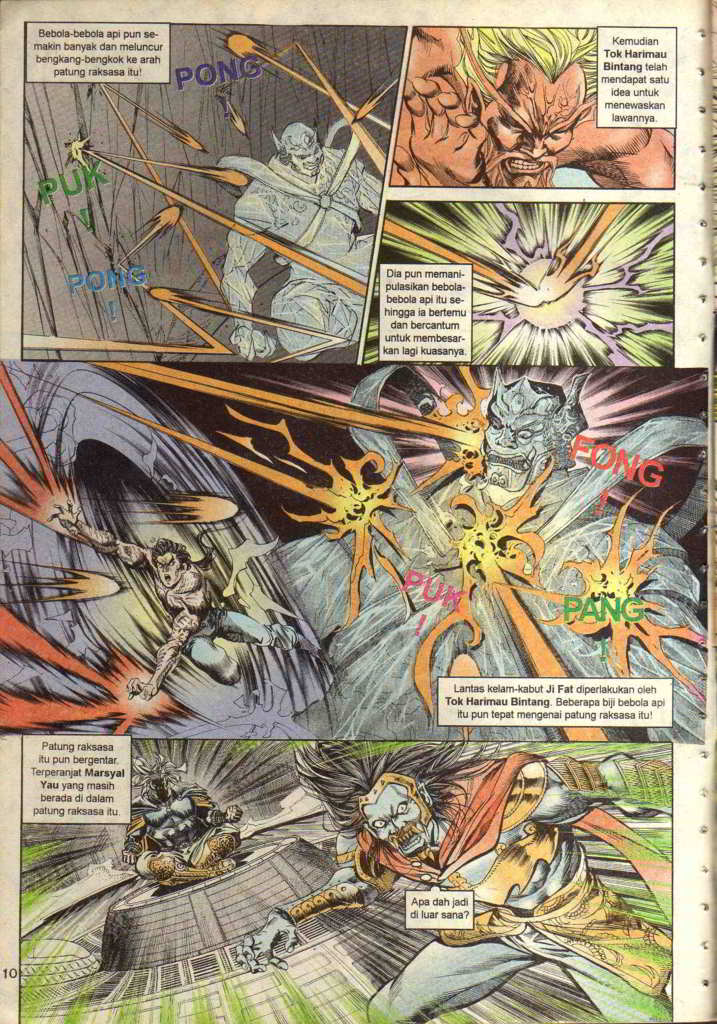 Bebola-bebola api pun se-
makin banyak dan meluncur
bengkang-bengkok ke arah
patung raksasa itu!
PONG
!
PUK
!
PONG
!
Kemudian
Tok Harimau
Bintang telah
mendapat satu
idea untuk
menewaskan
lawannya.
Dia pun memani-
pulasikan bebola-
bebola api itu se-
hingga ia bertemu
dan bercantum
untuk membesar-
kan lagi kuasanya.
FONG
!
PUK
!
PANG
!
Lantas kelam-kabut Ji Fat diperlakukan oleh
Tok Harimau Bintang. Beberapa biji bebola api
itu pun tepat mengenai patung raksasa itu!
Patung raksasa
itu pun bergentar.
Terperanjat Marsyal
Yau yang masih
berada di dalam
patung raksasa itu.
Apa dah jadi
di luar sana?
10